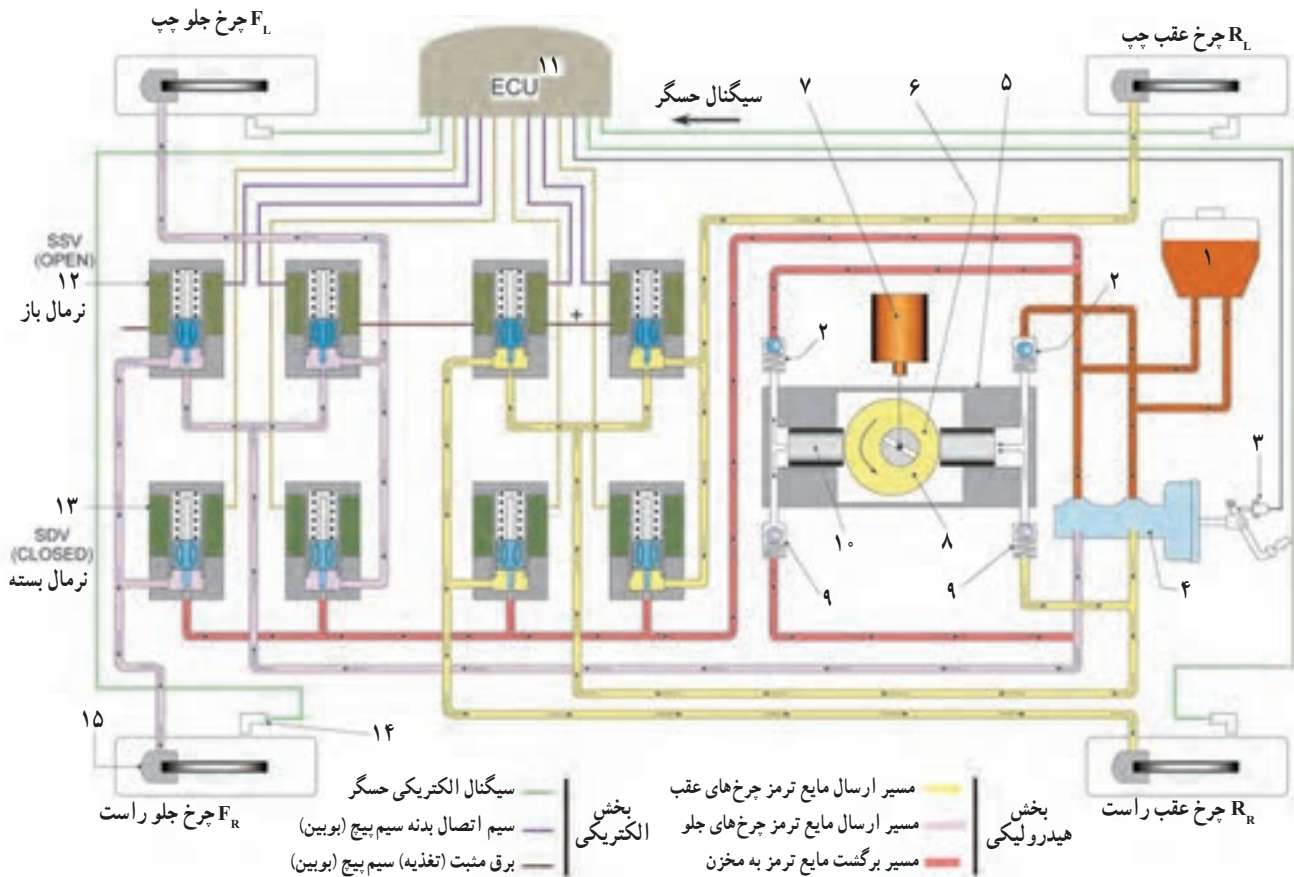 F_L چرخ جلو چپ
R_L چرخ عقب چپ
۱۱
ECU
سیگنال حسگر
۷
۶
۵
SSV
(OPEN)
۱۲
نرمال باز
+
۱
۲
۲
۳
۱۳
SDV
(CLOSED)
نرمال بسته
۱۰
۸
۹
۹
۴
۱۵
۱۴
F_R چرخ جلو راست
R_R چرخ عقب راست
بخش هیدرولیکی
مسیر ارسال مایع ترمز چرخ‌های عقب
مسیر ارسال مایع ترمز چرخ‌های جلو
مسیر برگشت مایع ترمز به مخزن
بخش الکتریکی
سیگنال الکتریکی حسگر
سیم اتصال بدنه سیم پیچ (بوبین)
برق مثبت (تغذیه) سیم پیچ (بوبین)